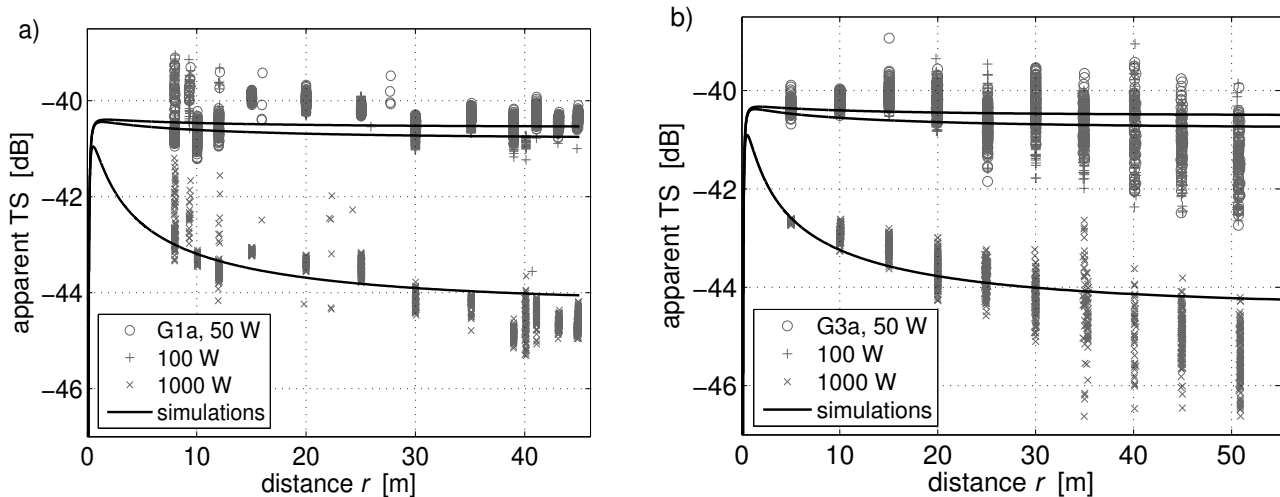 a)
apparent TS [dB]
−40
−42
−44
−46
G1a, 50 W
100 W
1000 W
simulations
0 10 20 30 40
distance r [m]
b)
apparent TS [dB]
−40
−42
−44
−46
G3a, 50 W
100 W
1000 W
simulations
0 10 20 30 40 50
distance r [m]